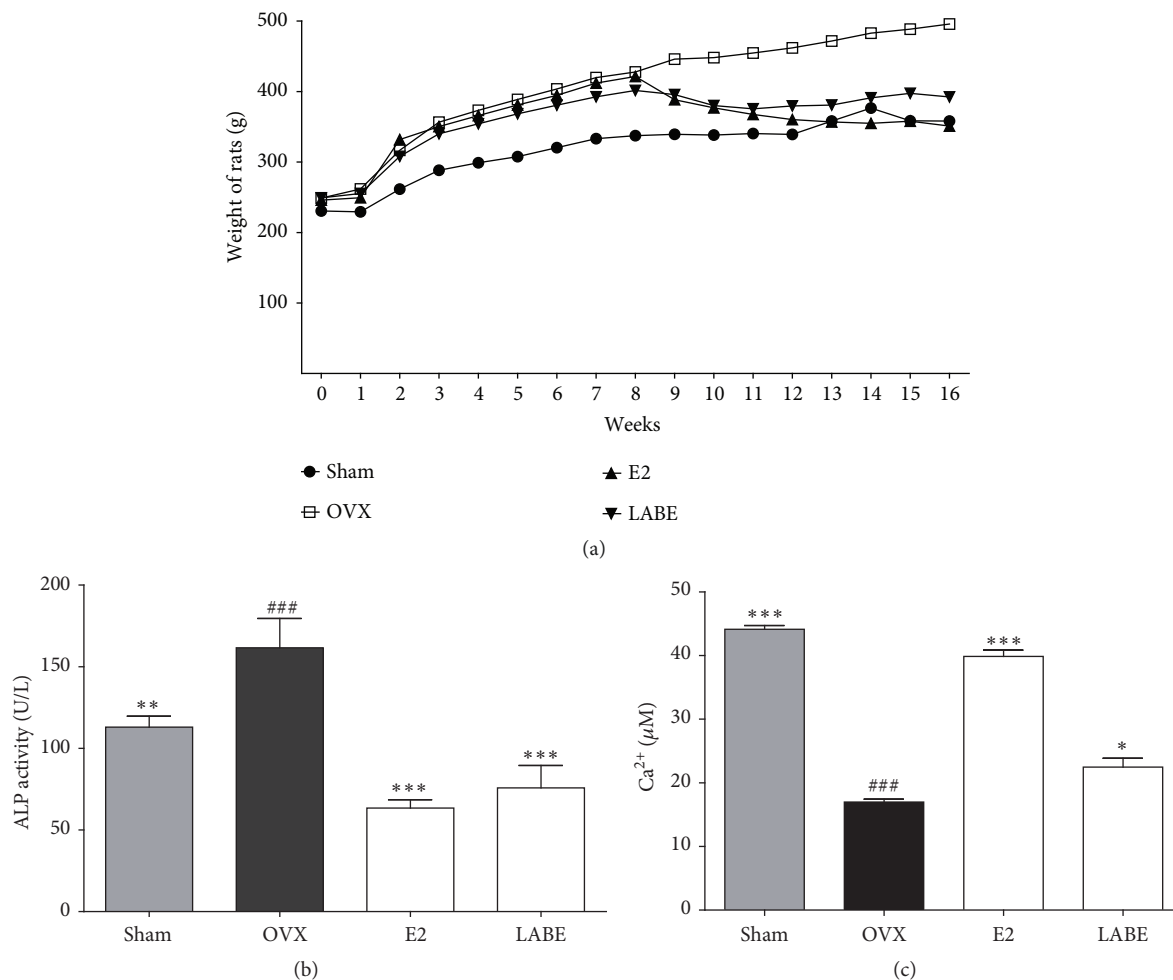 500
400
300
200
100
Weight of rats (g)
0 1 2 3 4 5 6 7 8 9 10 11 12 13 14 15 16
Weeks
Sham
E2
OVX
LABE
(a)
200
150
100
50
0
ALP activity (U/L)
**
###
***
***
Sham OVX E2 LABE
(b)
50
40
30
20
10
0
Ca²⁺ (μM)
***
###
***
*
Sham OVX E2 LABE
(c)